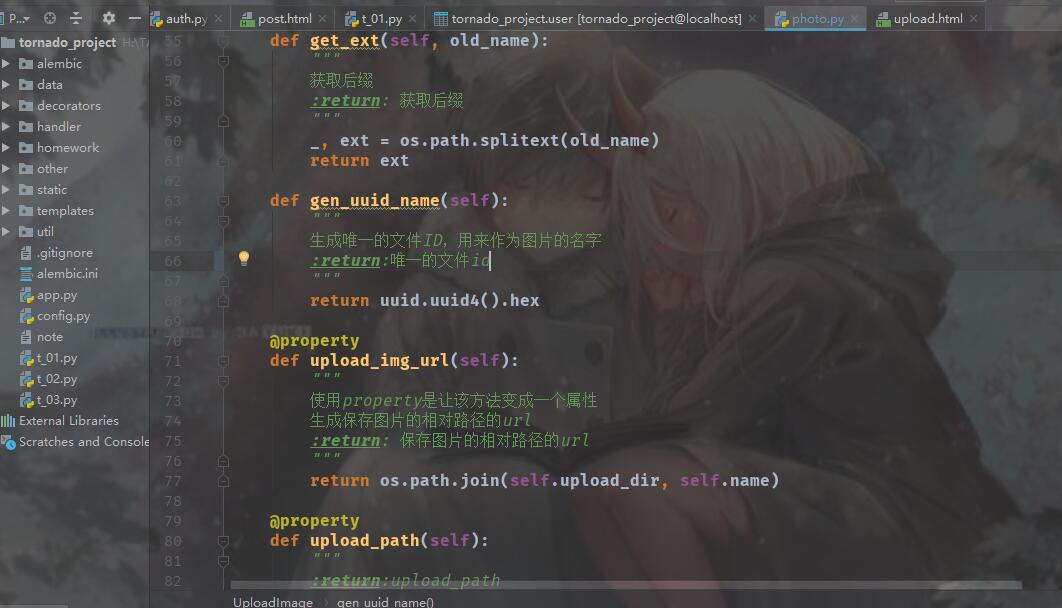 P...
auth.py
post.html
t_01.py
tornado_project.user [tornado_project@localhost]
photo.py
upload.html
tornado_project H:\T
alembic
data
decorators
handler
homework
other
static
templates
util
.gitignore
alembic.ini
app.py
config.py
note
t_01.py
t_02.py
t_03.py
External Libraries
Scratches and Console
55 def get_ext(self, old_name):
56 """
57 获取后缀
58 :return: 获取后缀
59 """
60 _, ext = os.path.splitext(old_name)
61 return ext
62
63 def gen_uuid_name(self):
64 """
65 生成唯一的文件ID, 用来作为图片的名字
66 :return:唯一的文件id
67 """
68 return uuid.uuid4().hex
69
70 @property
71 def upload_img_url(self):
72 """
73 使用property是让该方法变成一个属性
74 生成保存图片的相对路径的url
75 :return: 保存图片的相对路径的url
76 """
77 return os.path.join(self.upload_dir, self.name)
78
79 @property
80 def upload_path(self):
81 """
82 :return:upload_path
UploadImage › gen_uuid_name()